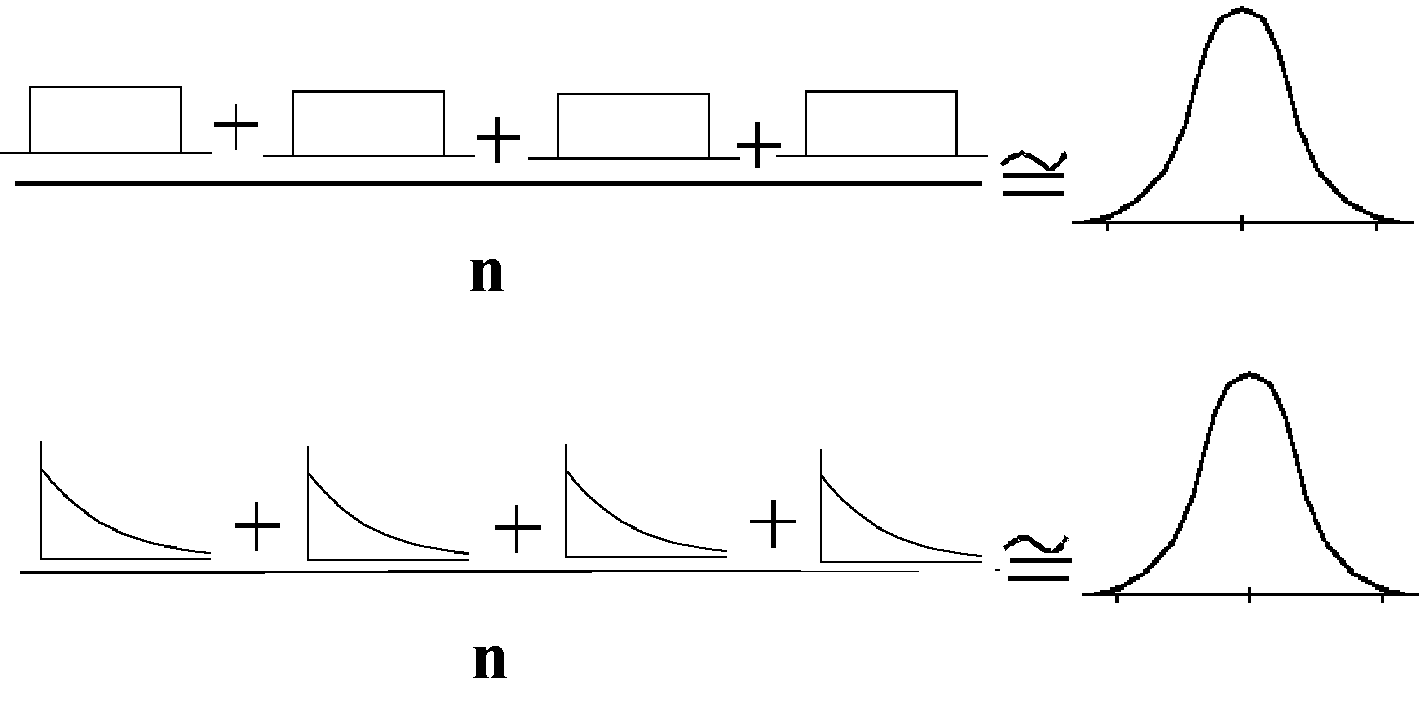 + + + ≅
n
+ + + ≅
n